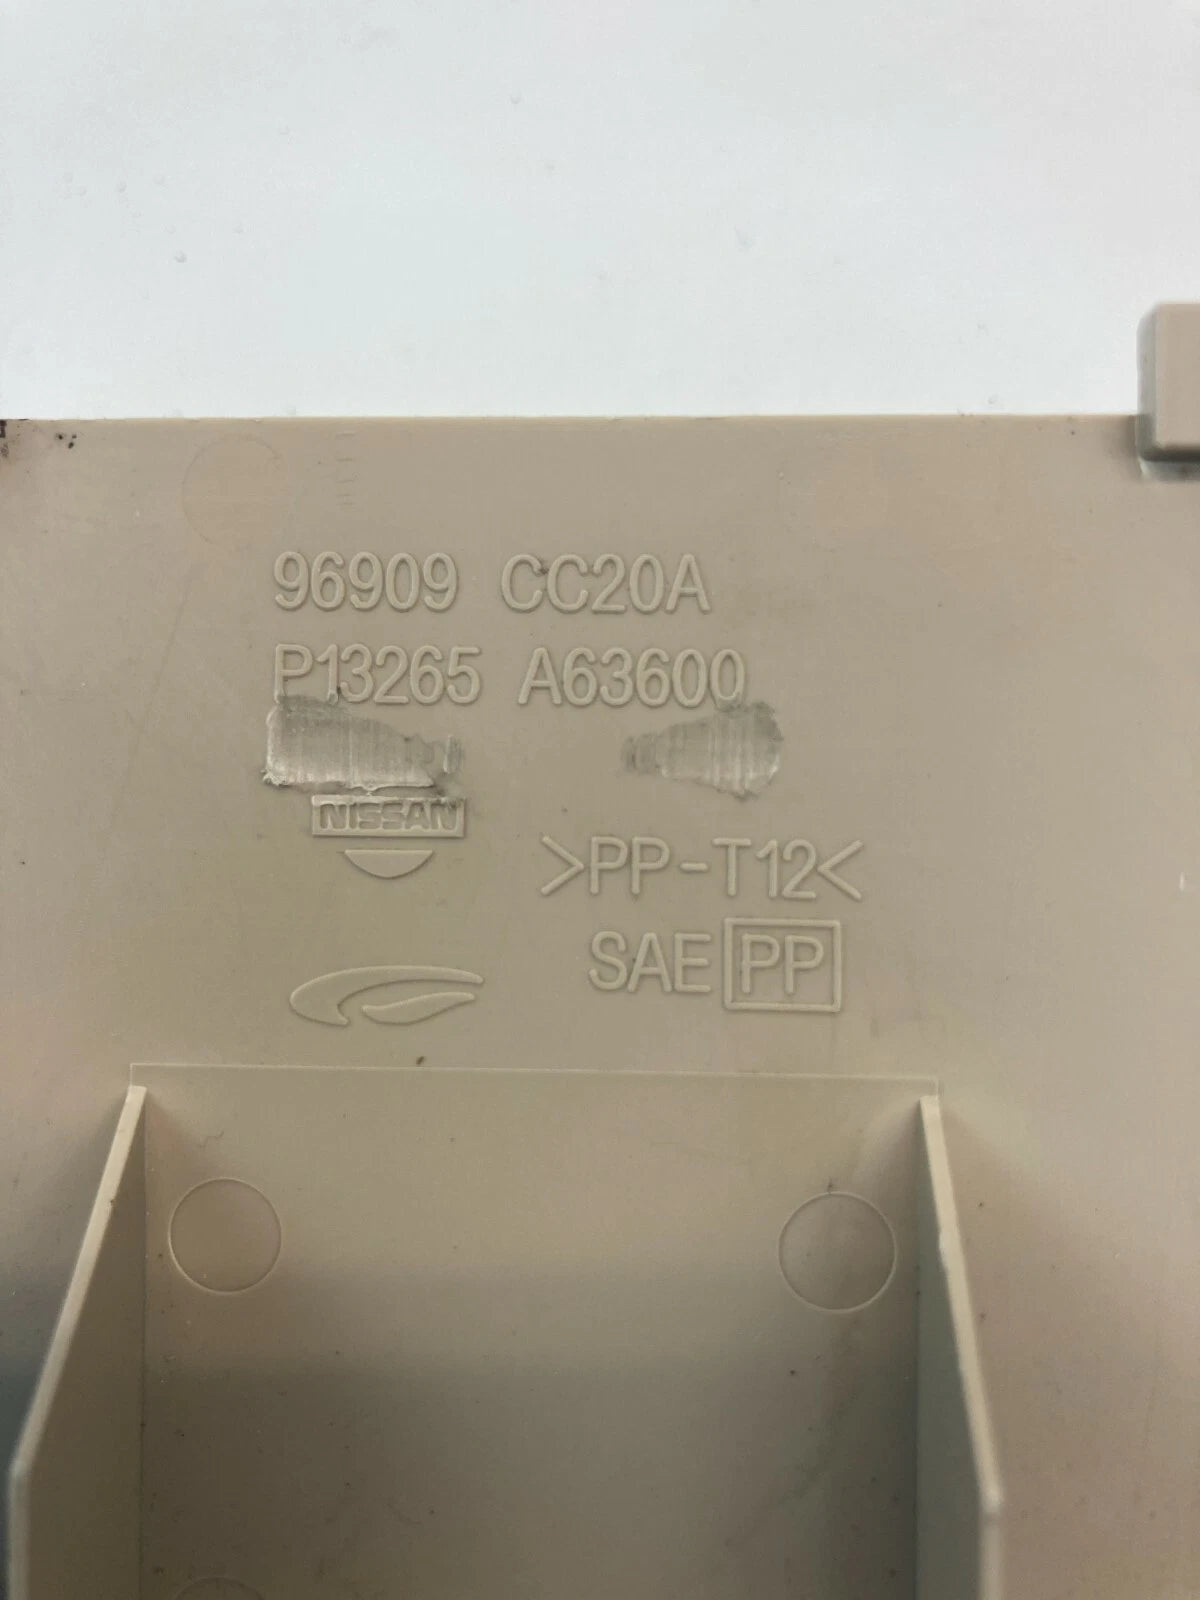 96909 CC20A
P13265 A63600
NISSAN
>PP-T12<
SAE PP